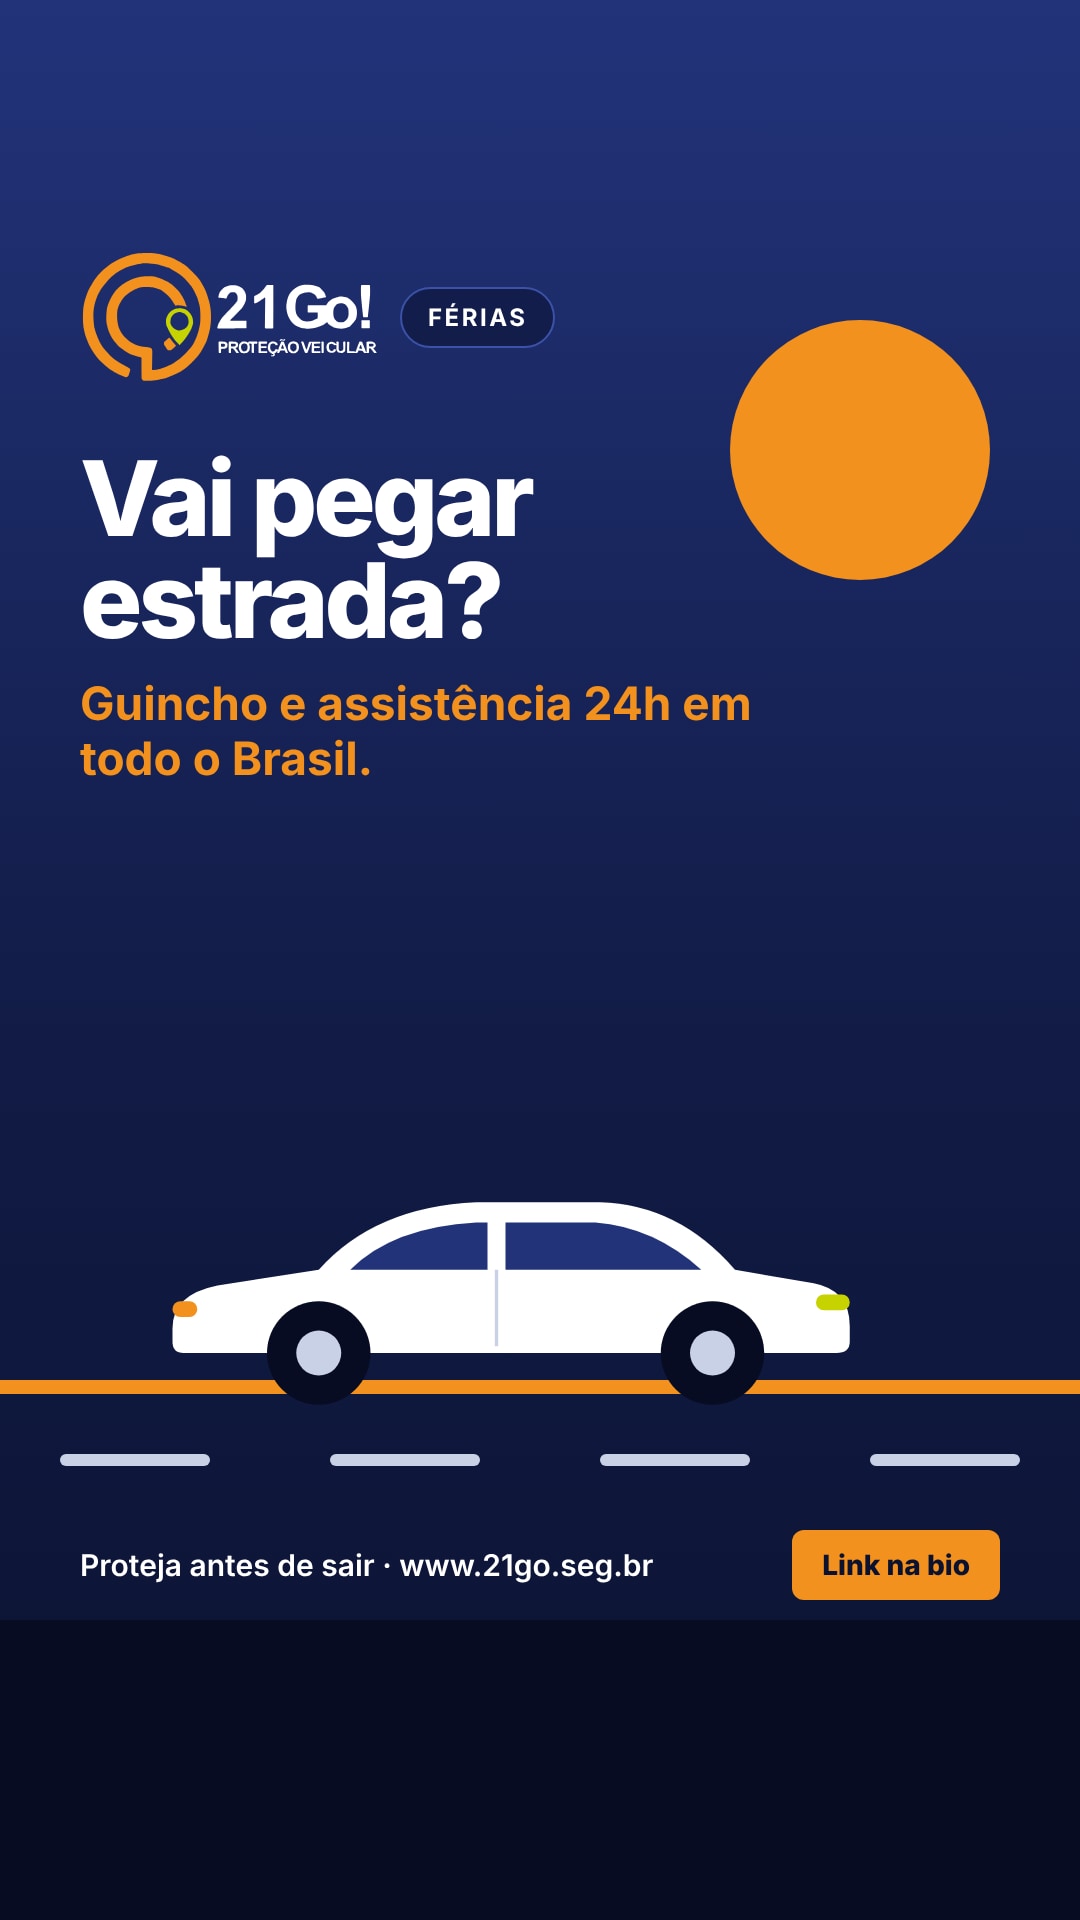 21Go!
PROTEÇÃO VEICULAR
FÉRIAS
Vai pegar
estrada?
Guincho e assistência 24h em
todo o Brasil.
Proteja antes de sair · www.21go.seg.br
Link na bio